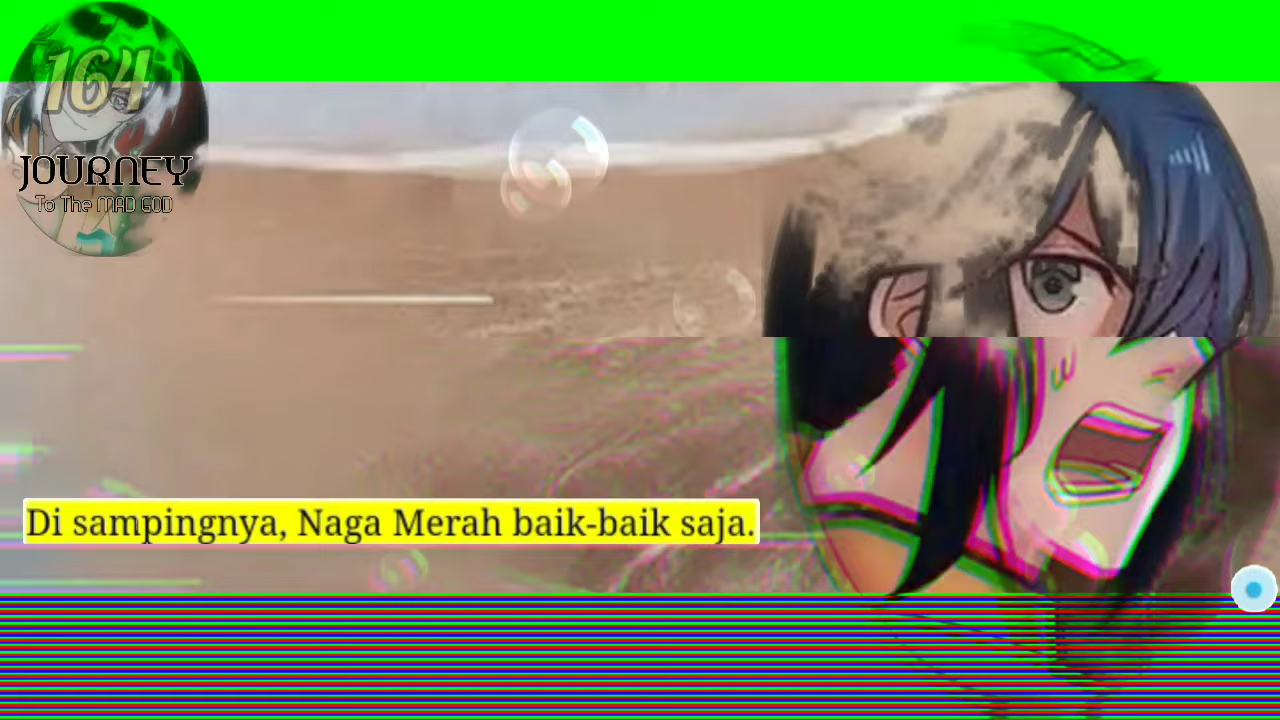 164
JOURNEY
To The MAD GOD
Di sampingnya, Naga Merah baik-baik saja.